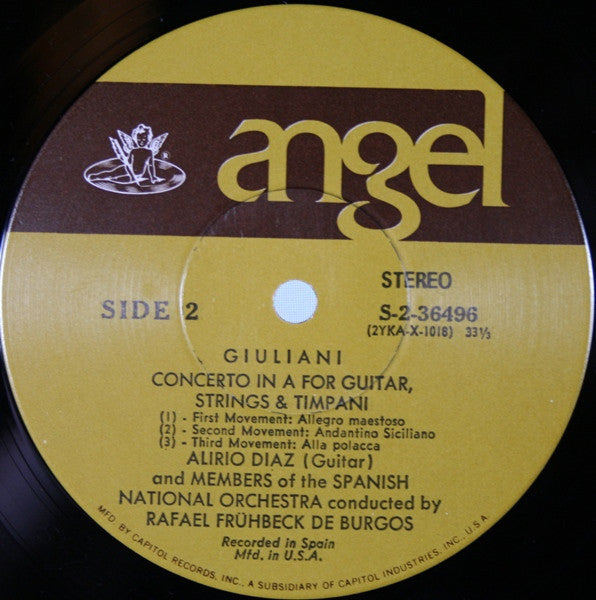 angel
®
STEREO
SIDE 2
S-2-36496
(2YKA-X-1018) 33⅓
GIULIANI
CONCERTO IN A FOR GUITAR,
STRINGS & TIMPANI
(1) - First Movement: Allegro maestoso
(2) - Second Movement: Andantino Siciliano
(3) - Third Movement: Alla polacca
ALIRIO DIAZ (Guitar)
and MEMBERS of the SPANISH
NATIONAL ORCHESTRA conducted by
RAFAEL FRÜHBECK DE BURGOS
Recorded in Spain
Mfd. in U.S.A.
MFD. BY CAPITOL RECORDS, INC., A SUBSIDIARY OF CAPITOL INDUSTRIES, INC., U.S.A.